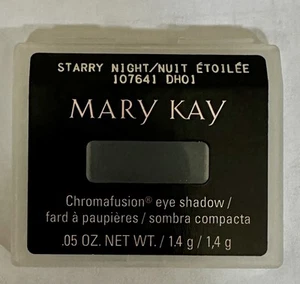 STARRY NIGHT/NUIT ÉTOILÉE
107641 DH01
MARY KAY
Chromafusion® eye shadow /
fard à paupières / sombra compacta
.05 OZ. NET WT. / 1.4 g / 1,4 g